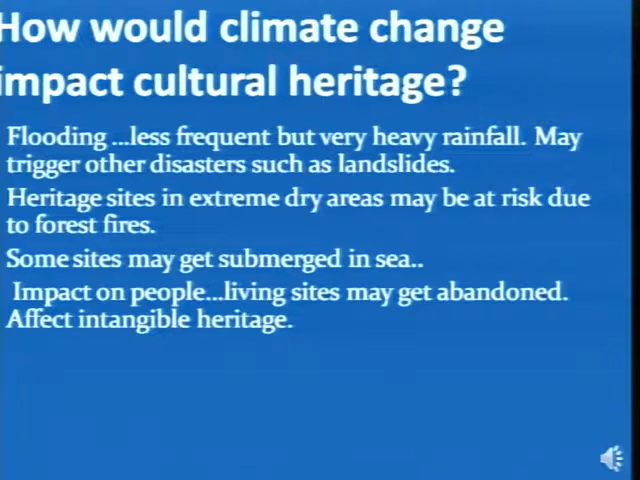 How would climate change
impact cultural heritage?
Flooding ...less frequent but very heavy rainfall. May
trigger other disasters such as landslides.
Heritage sites in extreme dry areas may be at risk due
to forest fires.
Some sites may get submerged in sea..
Impact on people...living sites may get abandoned.
Affect intangible heritage.